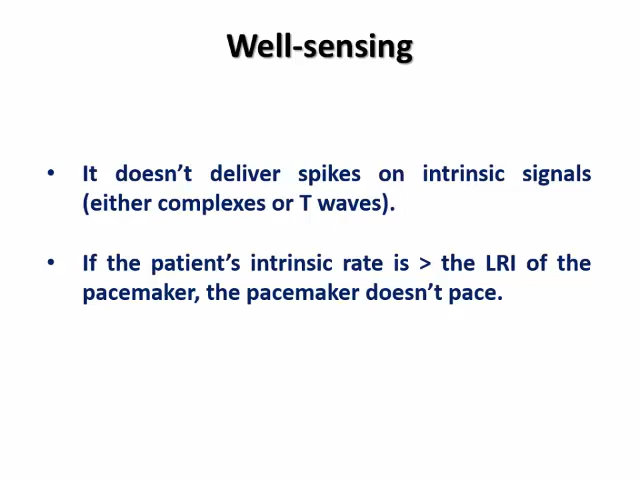 Well-sensing
• It doesn’t deliver spikes on intrinsic signals
(either complexes or T waves).
• If the patient’s intrinsic rate is > the LRI of the
pacemaker, the pacemaker doesn’t pace.